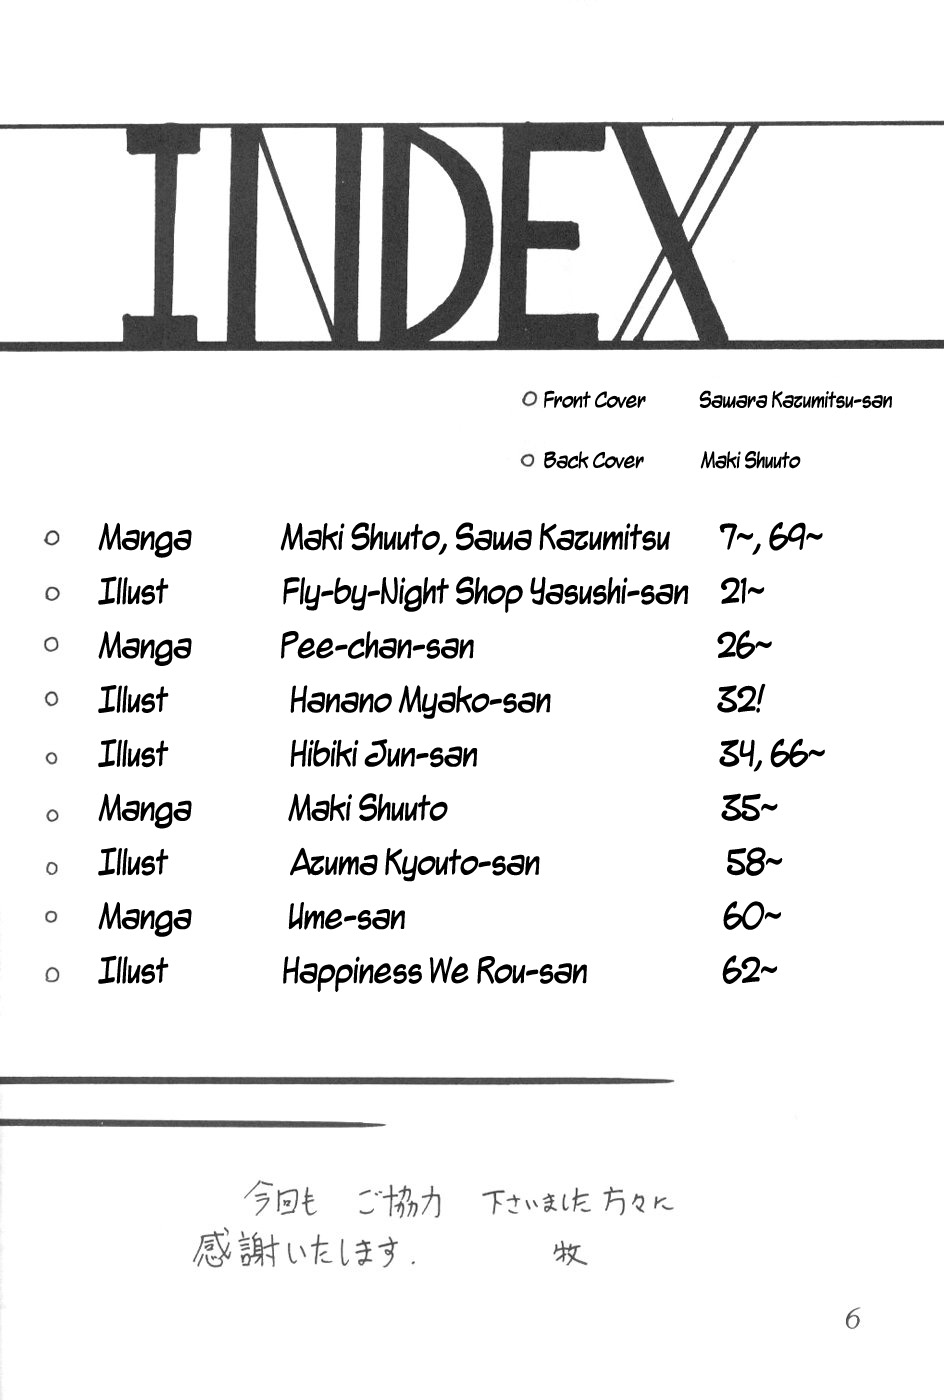 INDEX
Front Cover Sawara Kazumitsu-san
Back Cover Maki Shuuto
Manga Maki Shuuto, Sawa Kazumitsu 7~, 69~
Illust Fly-by-Night Shop Yasushi-san 21~
Manga Pee-chan-san 26~
Illust Hanano Myako-san 32!
Illust Hibiki Jun-san 34, 66~
Manga Maki Shuuto 35~
Illust Azuma Kyouto-san 58~
Manga Ume-san 60~
Illust Happiness We Rou-san 62~
今回も ご協力 下さいました方々に
感謝いたします. 牧
6